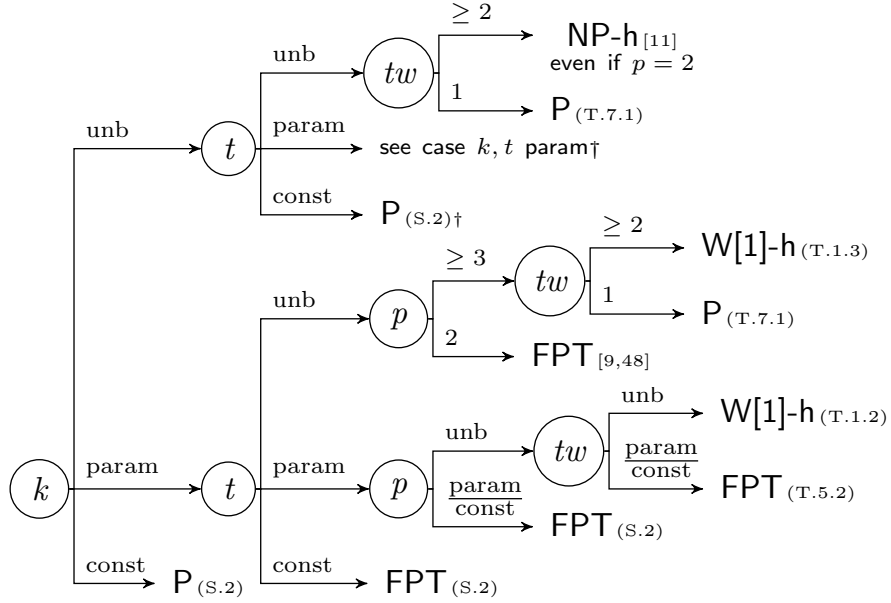 ≥ 2
unb
tw
NP-h [11]
even if p = 2
1
P (T.7.1)
unb
t
param
see case k, t param†
const
P (S.2)†
≥ 2
≥ 3
tw
W[1]-h (T.1.3)
unb
1
p
P (T.7.1)
2
FPT [9,48]
unb
W[1]-h (T.1.2)
unb
tw
param
const
FPT (T.5.2)
k
param
t
param
p
param
const
FPT (S.2)
const
P (S.2)
const
FPT (S.2)